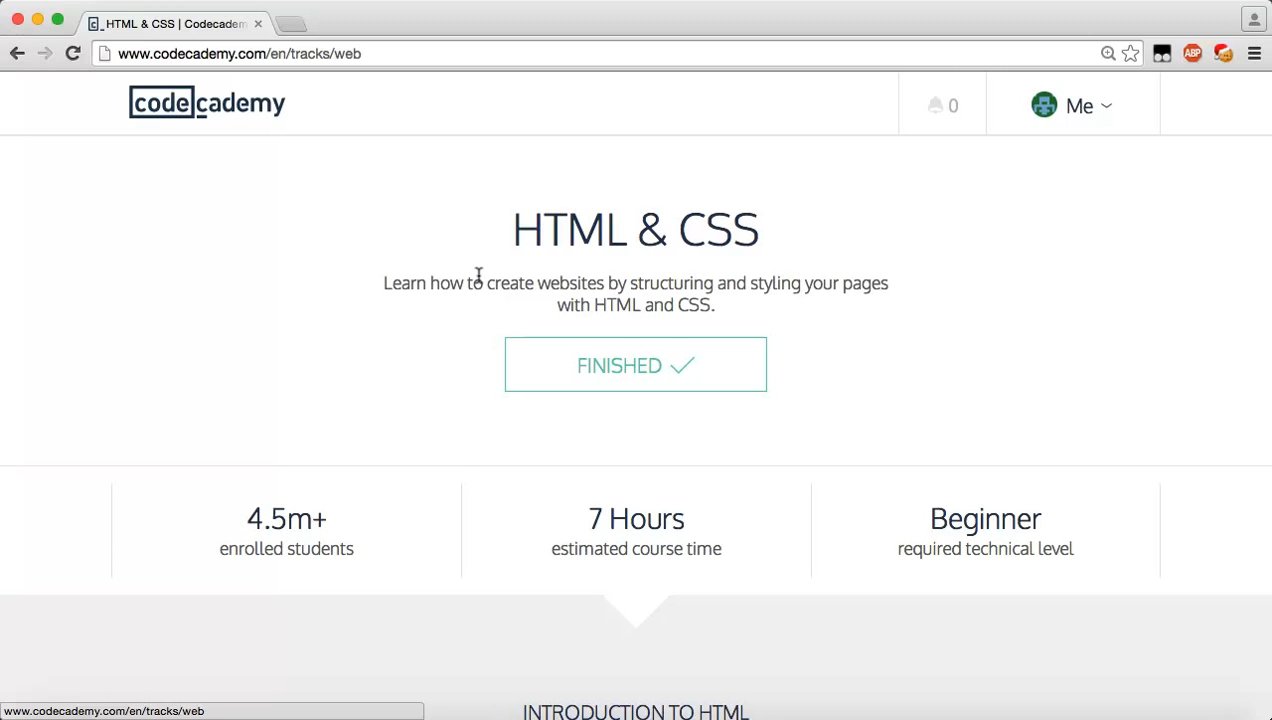 HTML & CSS | Codecadem
www.codecademy.com/en/tracks/web
ABP
codecademy
0
Me
HTML & CSS
Learn how to create websites by structuring and styling your pages
with HTML and CSS.
FINISHED
4.5m+
enrolled students
7 Hours
estimated course time
Beginner
required technical level
INTRODUCTION TO HTML
www.codecademy.com/en/tracks/web